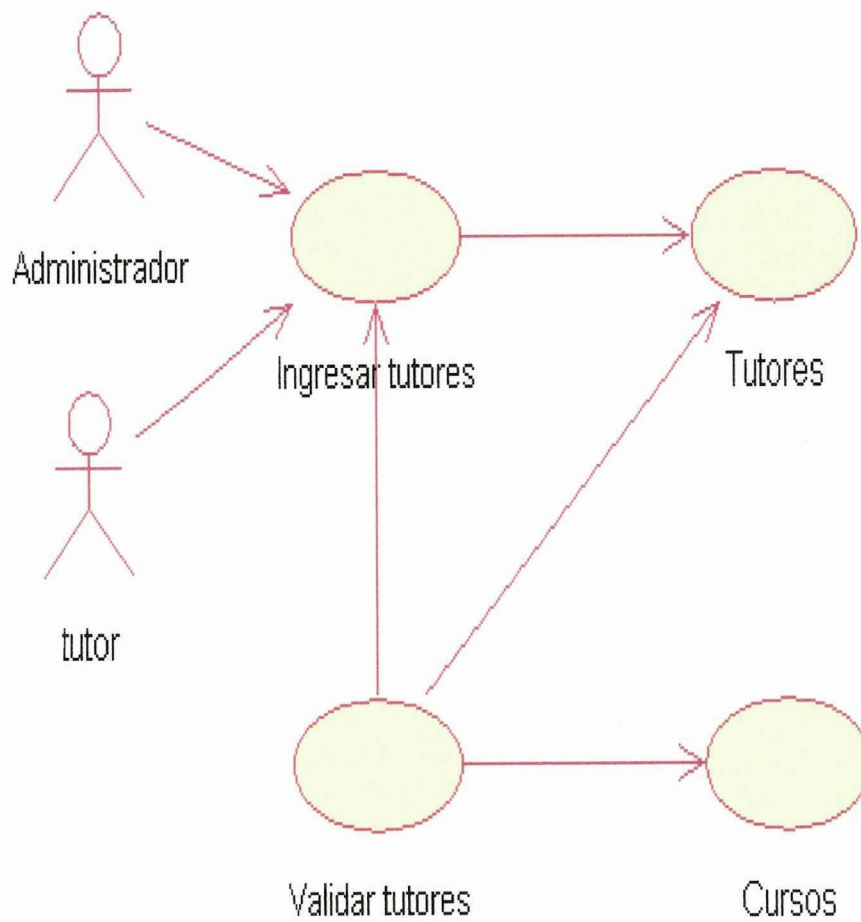 Administrador
Ingresar tutores
Tutores
tutor
Validar tutores
Cursos